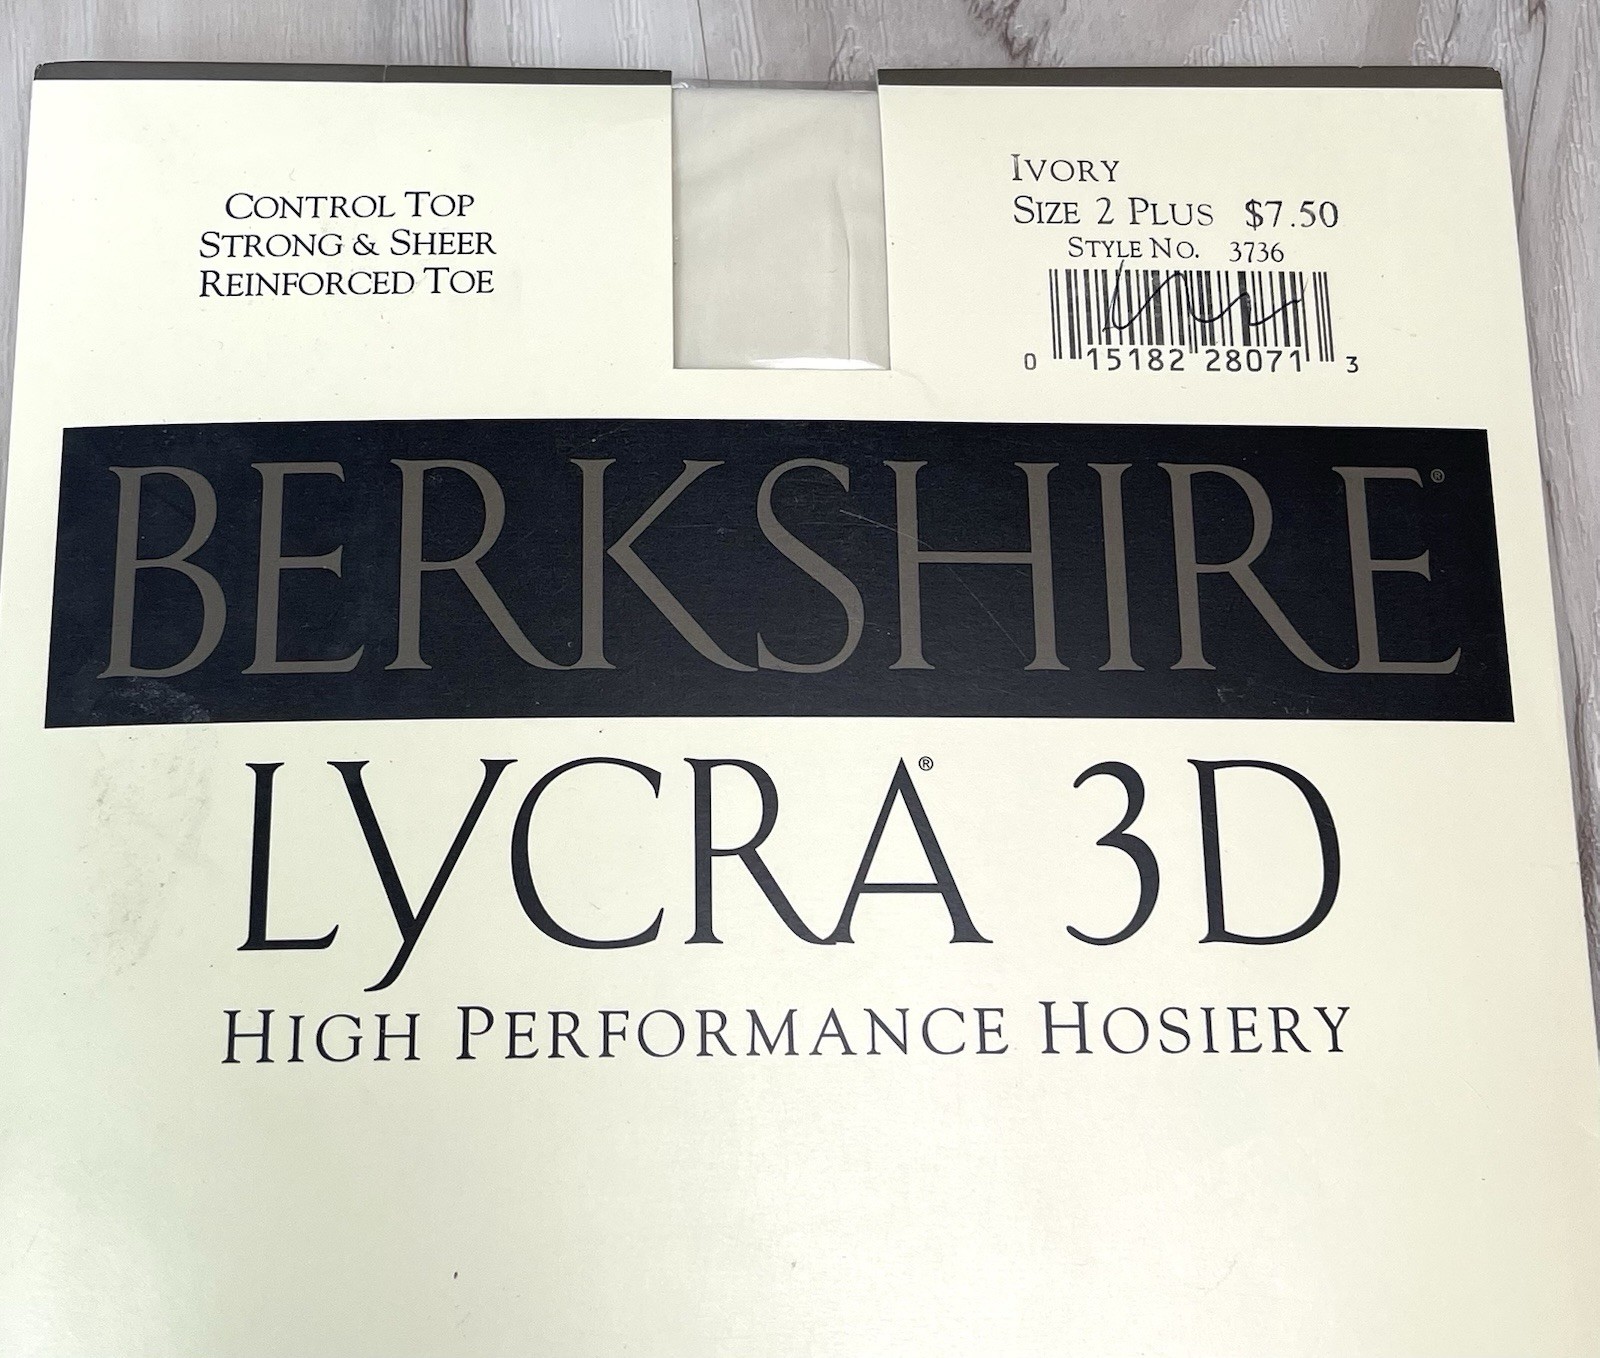 CONTROL TOP
STRONG & SHEER
REINFORCED TOE
IVORY
SIZE 2 PLUS $7.50
STYLE NO. 3736
0 15182 28071 3
BERKSHIRE®
LYCRA® 3D
HIGH PERFORMANCE HOSIERY